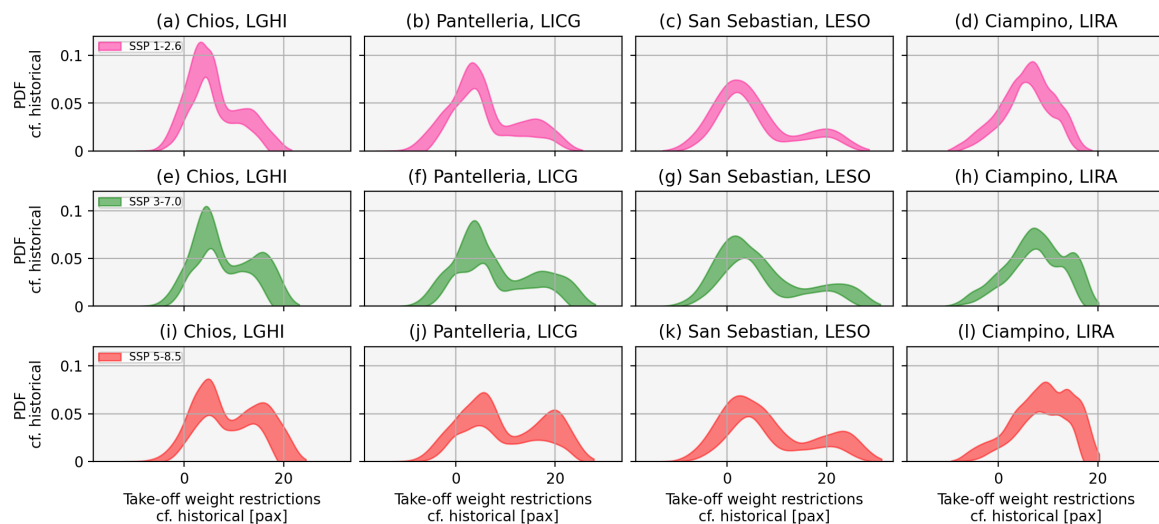 (a) Chios, LGHI
(b) Pantelleria, LICG
(c) San Sebastian, LESO
(d) Ciampino, LIRA
SSP 1-2.6
0.1
0.05
0
PDF
cf. historical
(e) Chios, LGHI
(f) Pantelleria, LICG
(g) San Sebastian, LESO
(h) Ciampino, LIRA
SSP 3-7.0
0.1
0.05
0
PDF
cf. historical
(i) Chios, LGHI
(j) Pantelleria, LICG
(k) San Sebastian, LESO
(l) Ciampino, LIRA
SSP 5-8.5
0.1
0.05
0
PDF
cf. historical
0 20
0 20
0 20
0 20
Take-off weight restrictions
cf. historical [pax]
Take-off weight restrictions
cf. historical [pax]
Take-off weight restrictions
cf. historical [pax]
Take-off weight restrictions
cf. historical [pax]